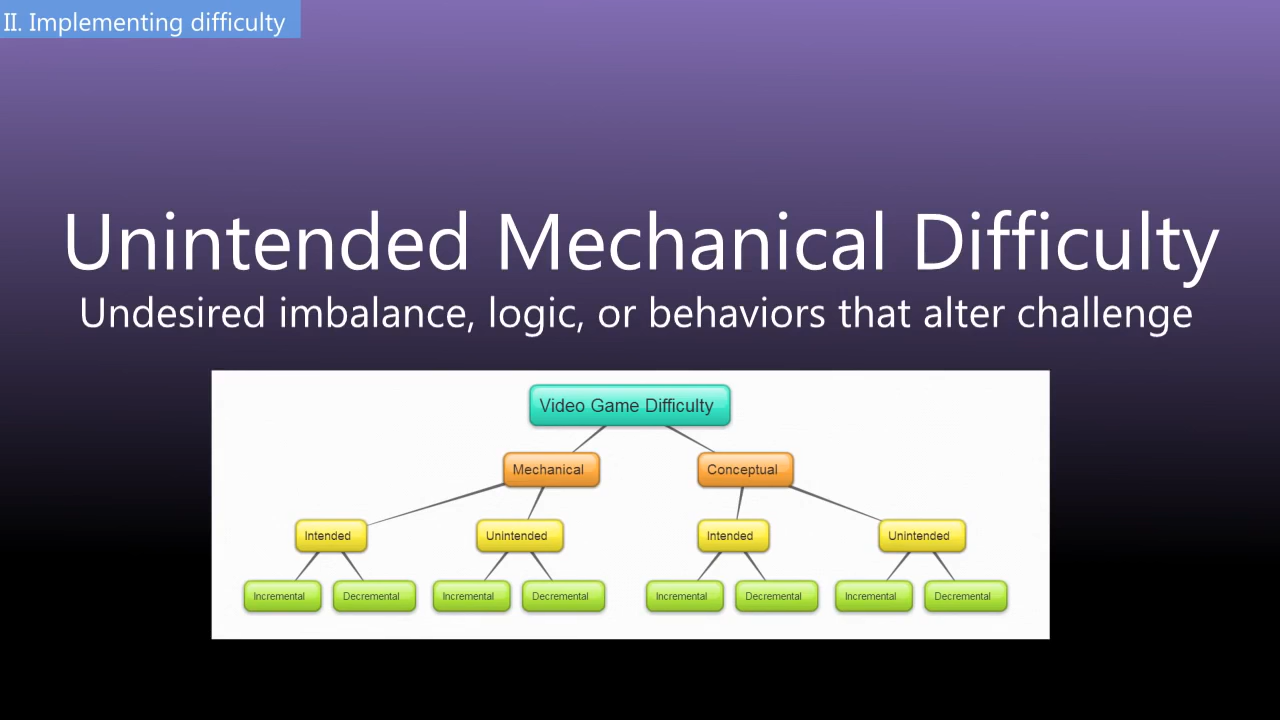 II. Implementing difficulty
Unintended Mechanical Difficulty
Undesired imbalance, logic, or behaviors that alter challenge
Video Game Difficulty
Mechanical
Conceptual
Intended
Unintended
Intended
Unintended
Incremental
Decremental
Incremental
Decremental
Incremental
Decremental
Incremental
Decremental